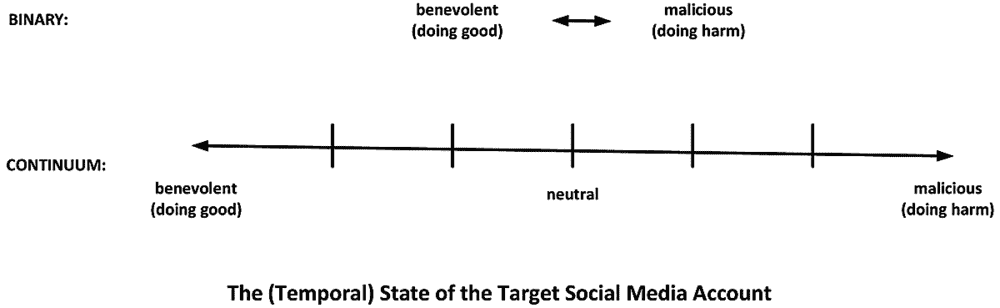 BINARY:
benevolent
(doing good)
malicious
(doing harm)
CONTINUUM:
benevolent
(doing good)
neutral
malicious
(doing harm)
The (Temporal) State of the Target Social Media Account